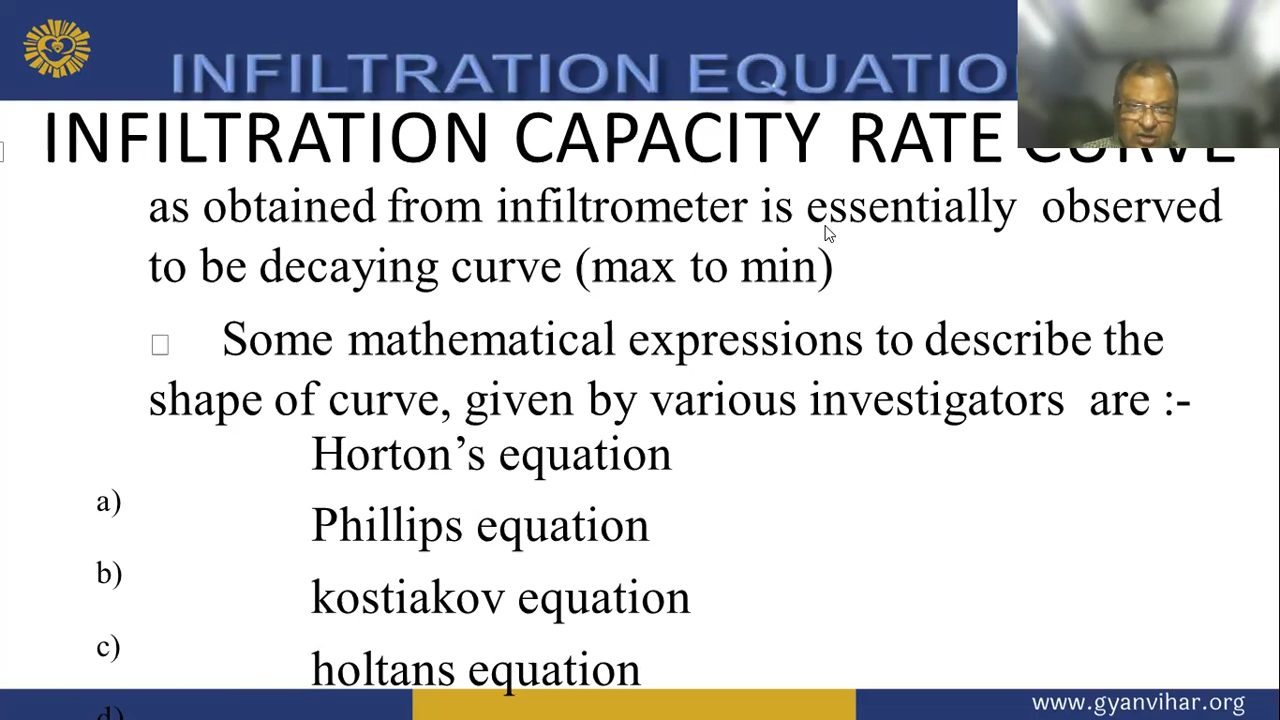 INFILTRATION EQUATIO
INFILTRATION CAPACITY RATE CURVE
as obtained from infiltrometer is essentially observed
to be decaying curve (max to min)
Some mathematical expressions to describe the
shape of curve, given by various investigators are :-
Horton's equation
a)
Phillips equation
b)
kostiakov equation
c)
holtans equation
d)
www.gyanvihar.org